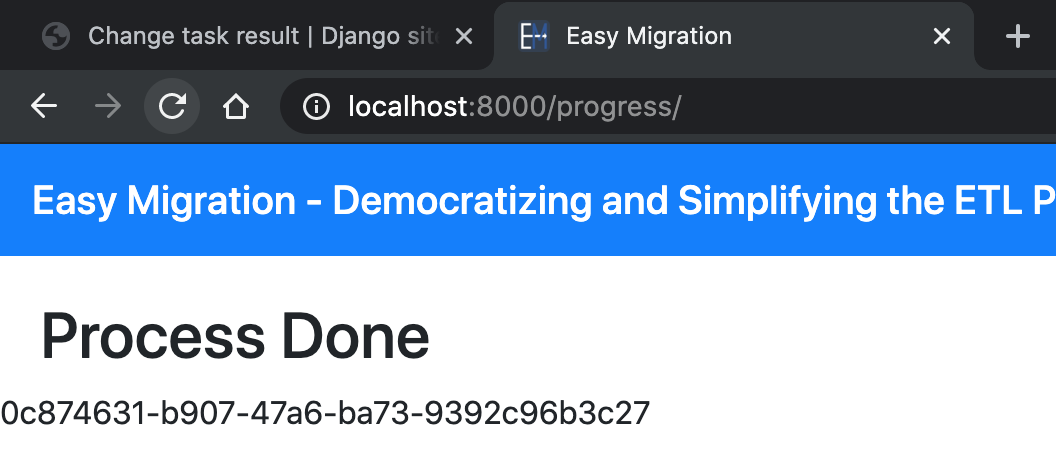 Change task result | Django site
Easy Migration
localhost:8000/progress/
Easy Migration - Democratizing and Simplifying the ETL P
Process Done
0c874631-b907-47a6-ba73-9392c96b3c27